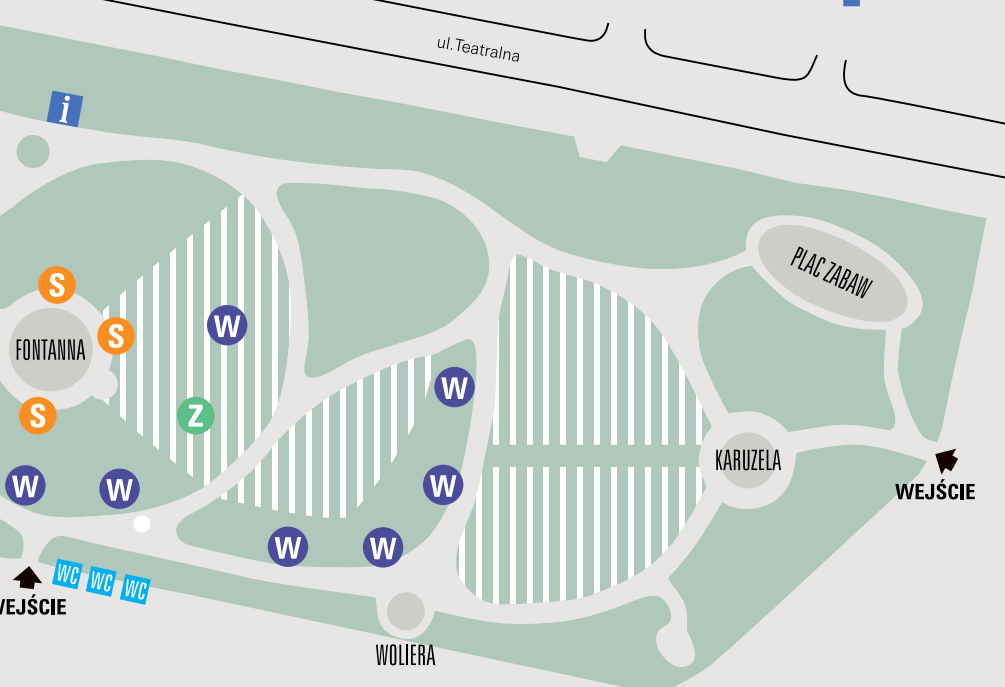 ul.Teatralna
i
PLAC ZABAW
S
W
S
FONTANNA
W
S
Z
KARUZELA
W
W
W
WEJŚCIE
W
W
WC
WC
WC
WEJŚCIE
WOLIERA